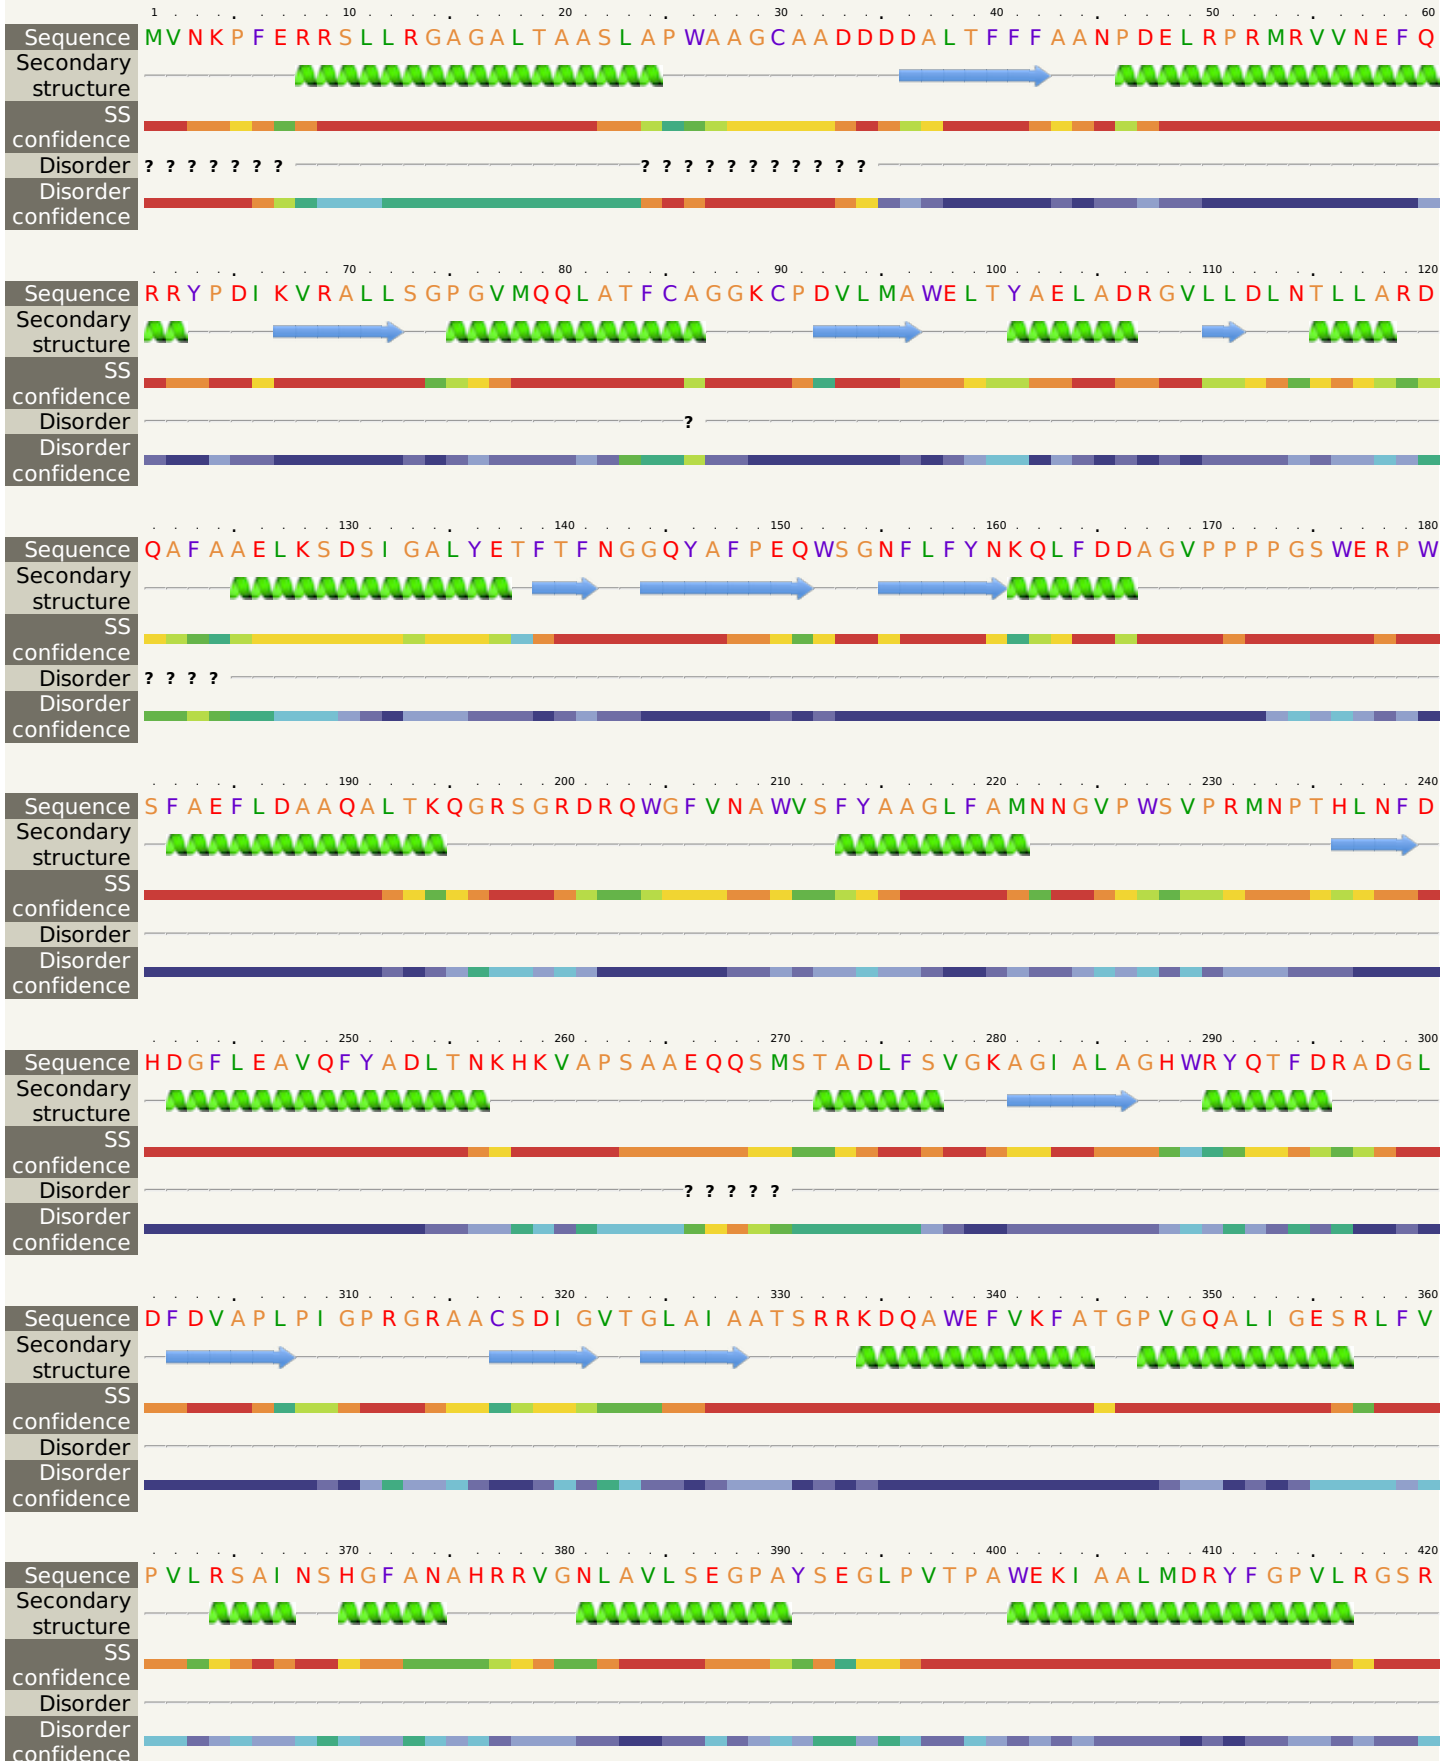 1 10 20 30 40 50 60
Sequence MVNKPFERRSLLRGAGALTAASLAPWAAGCAADDDDALTFFFAANPDELRPRMRVVNEFQ
Secondary
structure
SS
confidence
Disorder ? ? ? ? ? ? ? ? ? ? ? ? ? ? ? ? ? ?
Disorder
confidence
70 80 90 100 110 120
Sequence RRYPDIKVRALLSGPGVMQQLATFCAGGKCPDVLMAWELTYAELADRGVLLDLNTLLARD
Secondary
structure
SS
confidence
Disorder ?
Disorder
confidence
130 140 150 160 170 180
Sequence QAFAAELKSDSIGALYETFTFNGGQYAFPEQWSGNFLFYNKQLFDDAGVPPPPGSWERPW
Secondary
structure
SS
confidence
Disorder ? ? ? ?
Disorder
confidence
190 200 210 220 230 240
Sequence SFAEFLDAAQALTKQGRSGRDRQWGFVNAWVSFYAAGLFAMNNGVPWSVPRMNPTHLNFD
Secondary
structure
SS
confidence
Disorder
Disorder
confidence
250 260 270 280 290 300
Sequence HDGFLEAVQFYADLTNKHKVAPSAAEQQSMSTADLFSVGKAGIALAGHWRYQTFDRADGL
Secondary
structure
SS
confidence
Disorder ? ? ? ? ?
Disorder
confidence
310 320 330 340 350 360
Sequence DFDVAPLPIGPRGRAACSDIGVTGLAIAATSRRKDQAWEFVKFATGPVGQALIGESRLFV
Secondary
structure
SS
confidence
Disorder
Disorder
confidence
370 380 390 400 410 420
Sequence PVLRSAINSHGFANAHRRVGNLAVLSEGPAYSEGLPVTPAWEKIAALMDRYFGPVLRGSR
Secondary
structure
SS
confidence
Disorder
Disorder
confidence